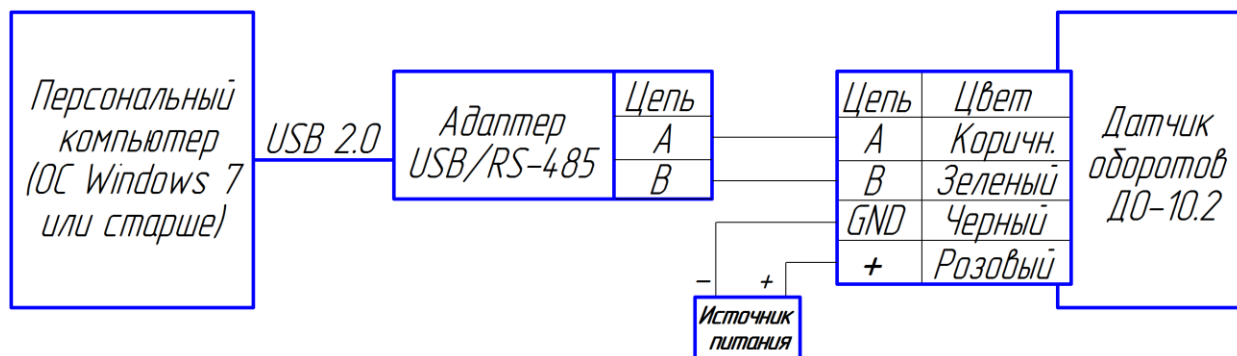 Персональный
компьютер
(ОС Windows 7
или старше)
USB 2.0
Адаптер
USB/RS-485
Цепь
A
B
Цепь Цвет
A Коричн.
B Зеленый
GND Черный
+ Розовый
Датчик
оборотов
ДО-10.2
- +
Источник
питания